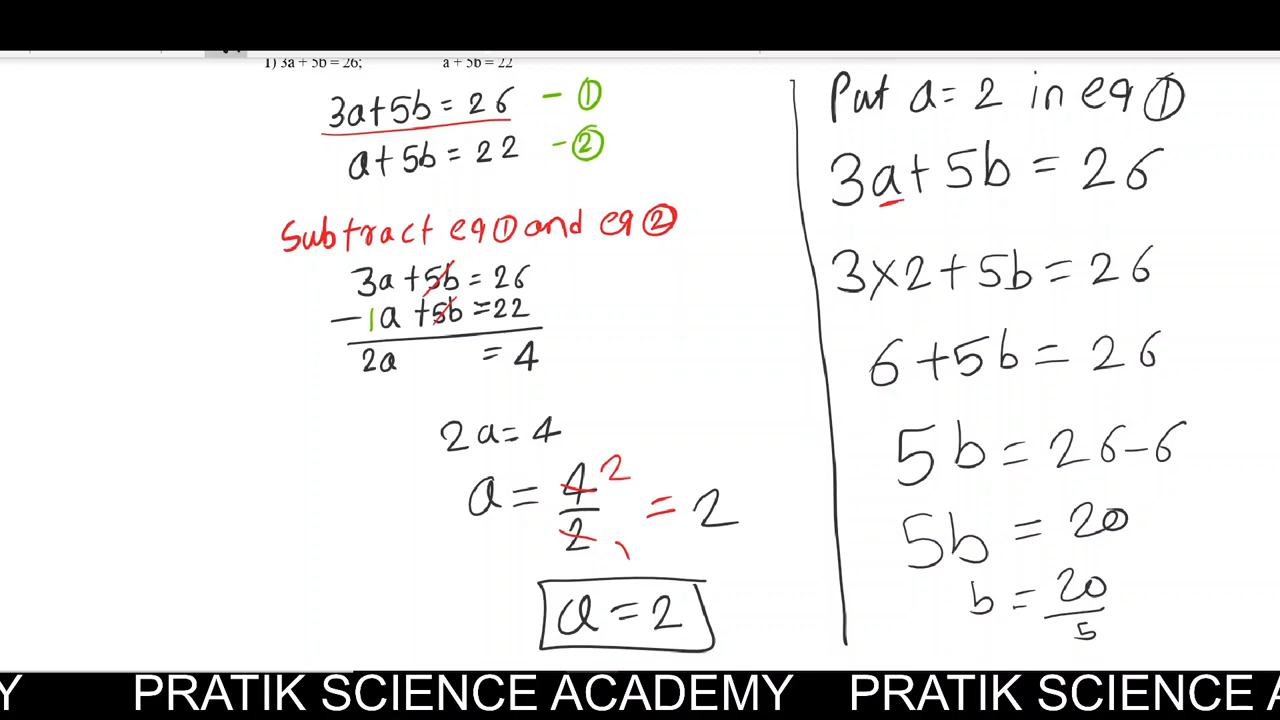 1) 3a + 5b = 26; a + 5b = 22
3a+5b = 26 - ①
a+5b = 22 - ②
Subtract eq ① and eq ②
3a +5b = 26
- 1a +5b = 22
2a = 4
2a = 4
a = 4/2 2 = 2
a = 2
Put a = 2 in eq ①
3a + 5b = 26
3×2 + 5b = 26
6 + 5b = 26
5b = 26 - 6
5b = 20
b = 20/5
Y PRATIK SCIENCE ACADEMY PRATIK SCIENCE A